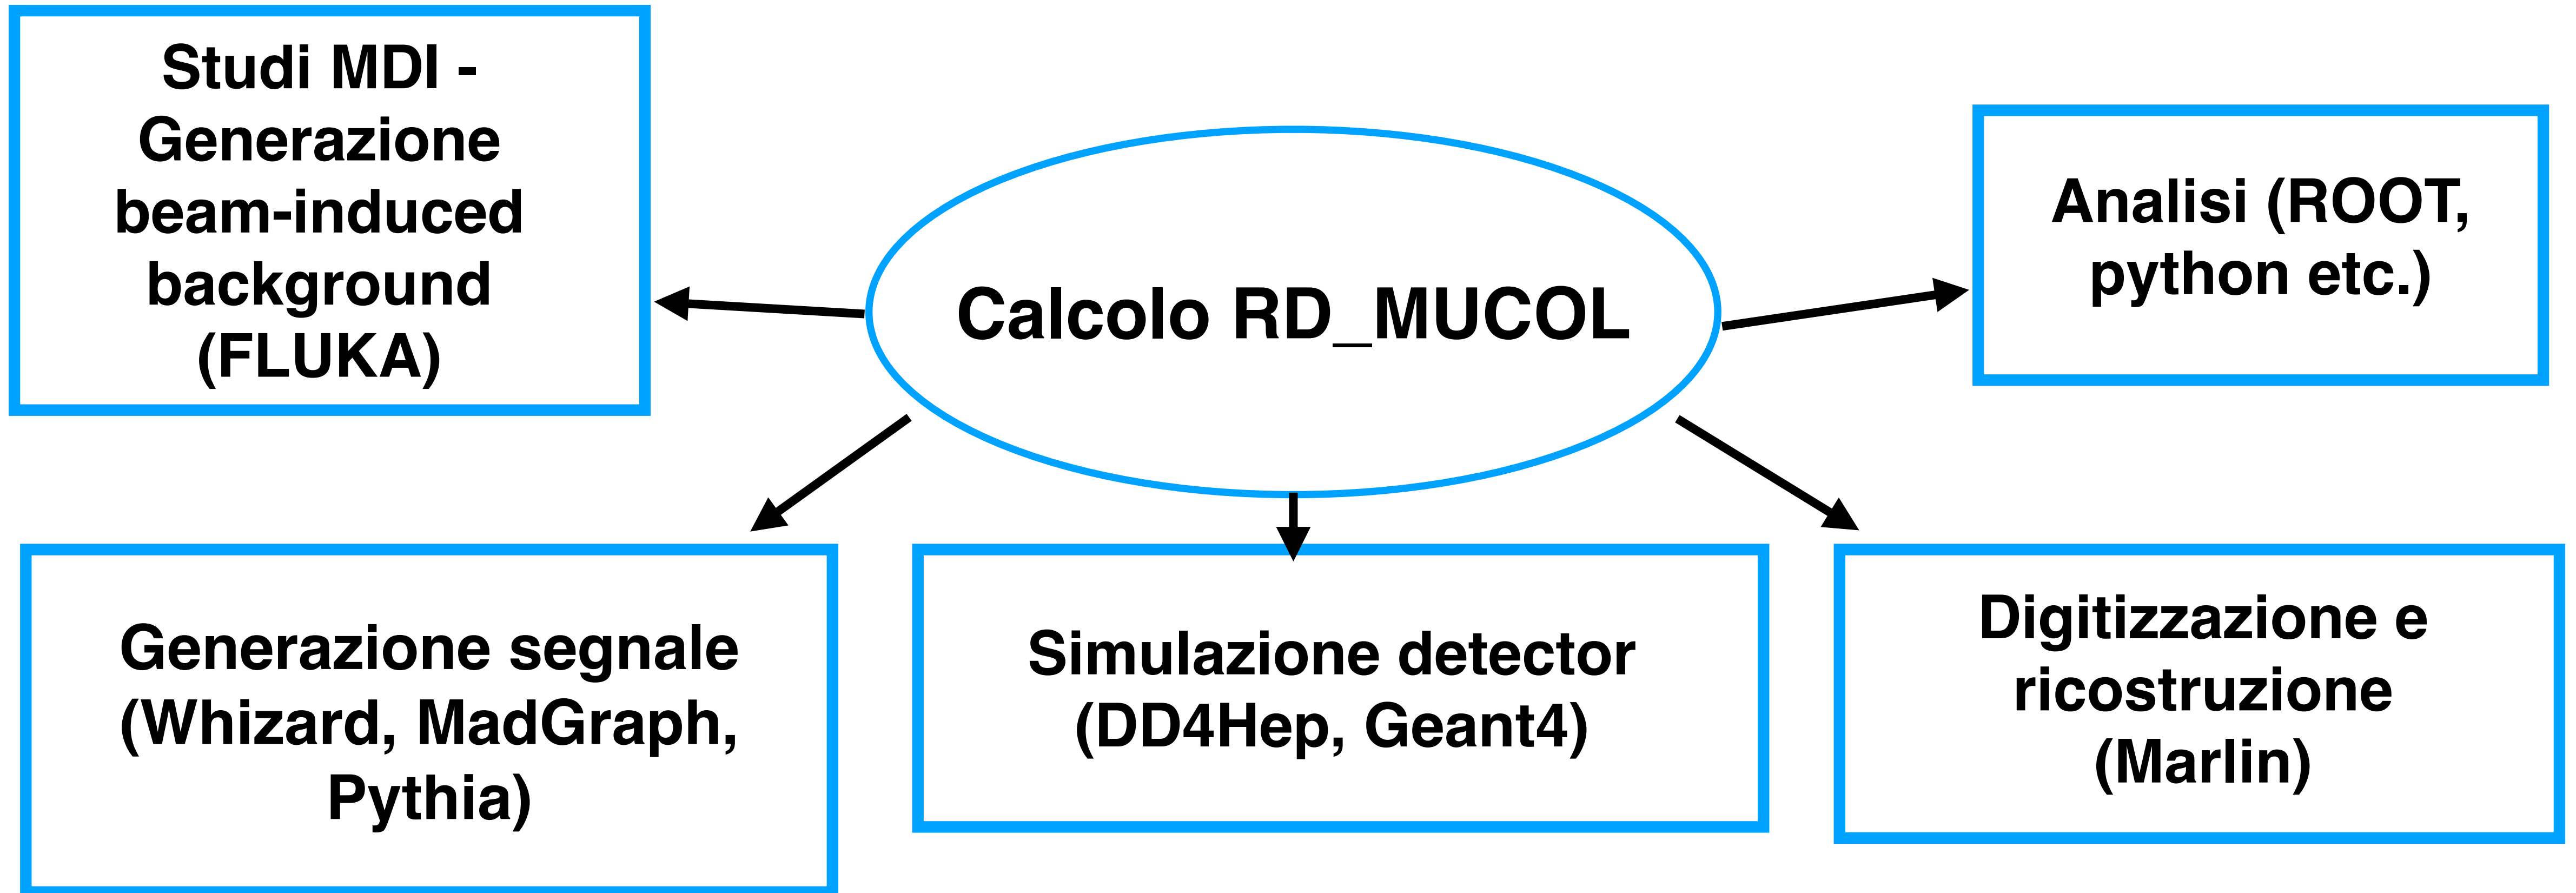 Studi MDI -
Generazione
beam-induced
background
(FLUKA)
Calcolo RD_MUCOL
Analisi (ROOT,
python etc.)
Generazione segnale
(Whizard, MadGraph,
Pythia)
Simulazione detector
(DD4Hep, Geant4)
Digitizzazione e
ricostruzione
(Marlin)